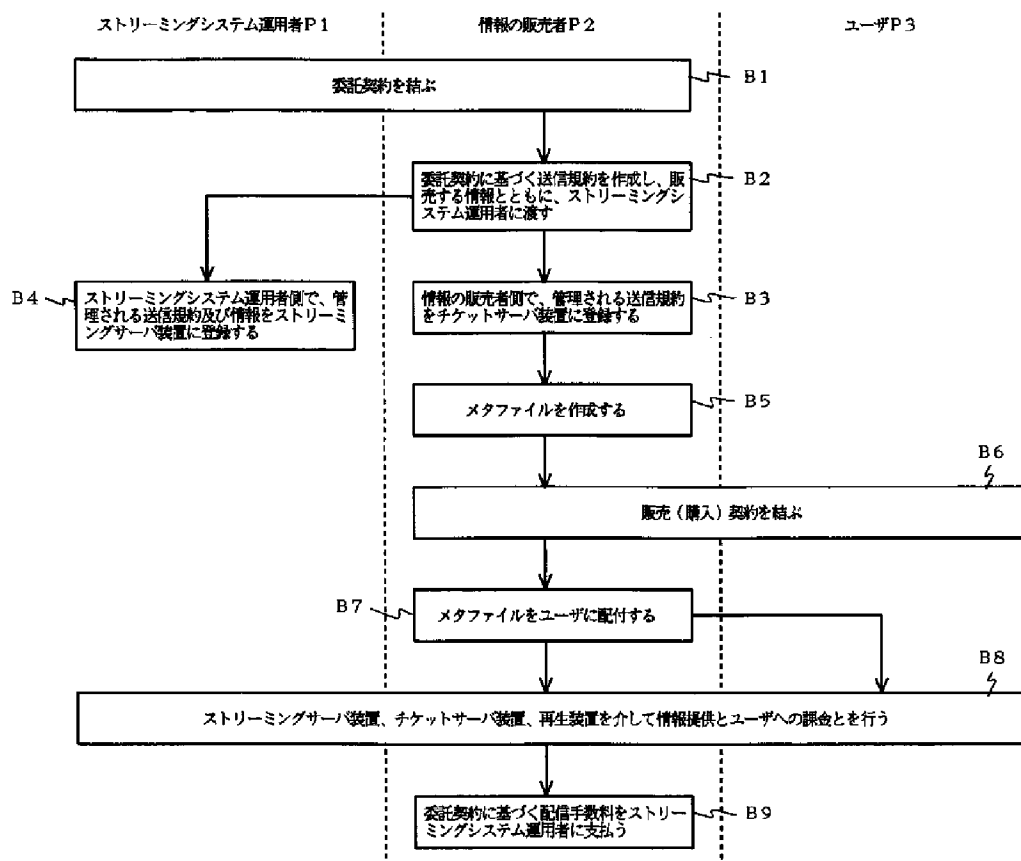 ストリーミングシステム運用者P1
情報の販売者P2
ユーザP3
委託契約を結ぶ
B1
委託契約に基づく送信規約を作成し、販
売する情報とともに、ストリーミングシ
ステム運用者に渡す
B2
B4
ストリーミングシステム運用者側で、管
理される送信規約及び情報をストリーミ
ングサーバ装置に登録する
情報の販売者側で、管理される送信規約
をチケットサーバ装置に登録する
B3
メタファイルを作成する
B5
B6
販売(購入)契約を結ぶ
B7
メタファイルをユーザに配付する
B8
ストリーミングサーバ装置、チケットサーバ装置、再生装置を介して情報提供とユーザへの課金とを行う
委託契約に基づく配信手数料をストリー
ミングシステム運用者に支払う
B9